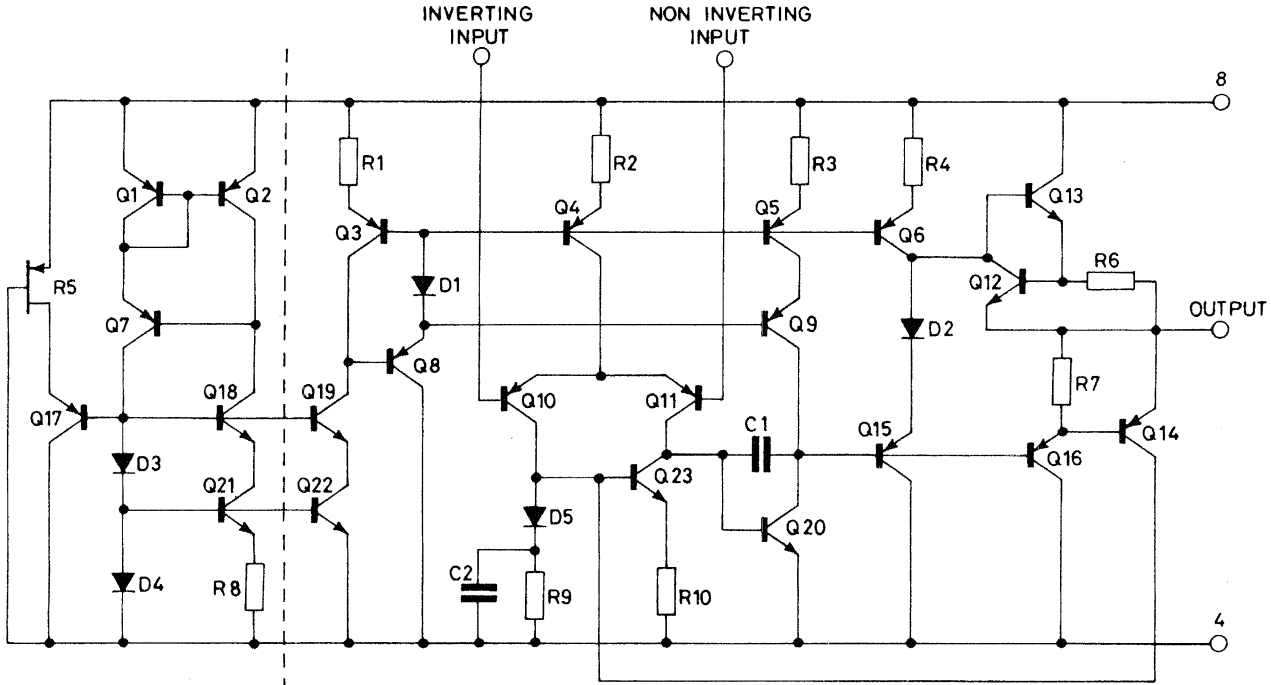 INVERTING
INPUT
NON INVERTING
INPUT
8
R1
R2
R3
R4
Q1
Q2
Q3
Q4
Q5
Q6
Q13
R5
D1
Q12
R6
OUTPUT
Q7
Q8
Q9
D2
R7
Q17
Q18
Q19
Q10
Q11
C1
Q15
Q16
Q14
D3
Q21
Q22
D5
Q23
Q20
D4
R8
C2
R9
R10
4